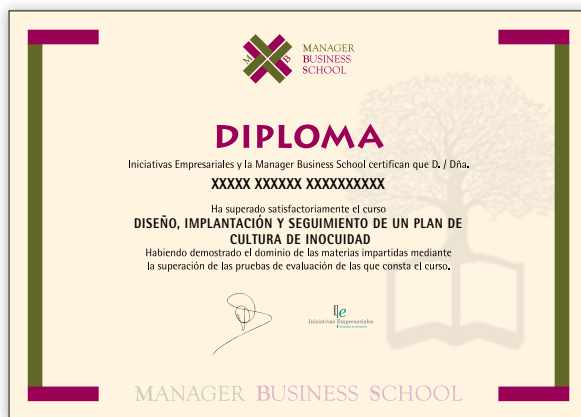 M B
MANAGER
BUSINESS
SCHOOL
DIPLOMA
Iniciativas Empresariales y la Manager Business School certifican que D. / Dña.
XXXXX XXXXXX XXXXXXXXXX
Ha superado satisfactoriamente el curso
DISEÑO, IMPLANTACIÓN Y SEGUIMIENTO DE UN PLAN DE
CULTURA DE INOCUIDAD
Habiendo demostrado el dominio de las materias impartidas mediante
la superación de las pruebas de evaluación de las que consta el curso.
Ie
Iniciativas Empresariales
MANAGER BUSINESS SCHOOL